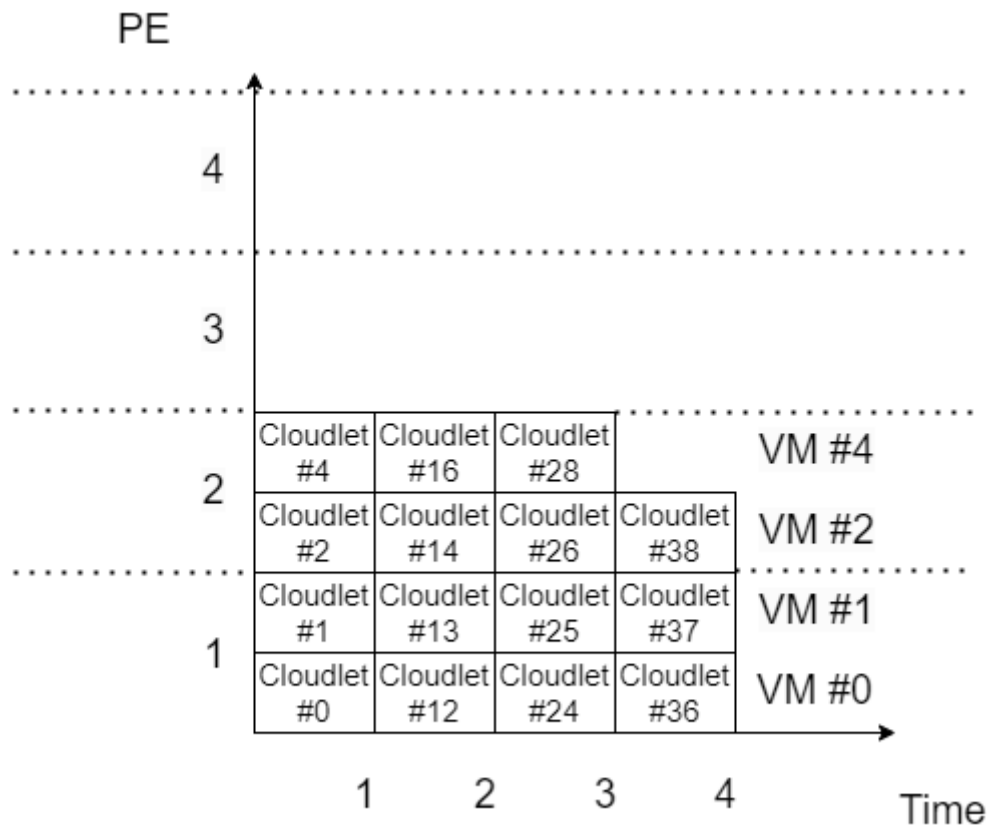 PE
4
3
2
Cloudlet Cloudlet Cloudlet
#4 #16 #28
VM #4
Cloudlet Cloudlet Cloudlet Cloudlet
#2 #14 #26 #38
VM #2
1
Cloudlet Cloudlet Cloudlet Cloudlet
#1 #13 #25 #37
VM #1
Cloudlet Cloudlet Cloudlet Cloudlet
#0 #12 #24 #36
VM #0
1 2 3 4
Time